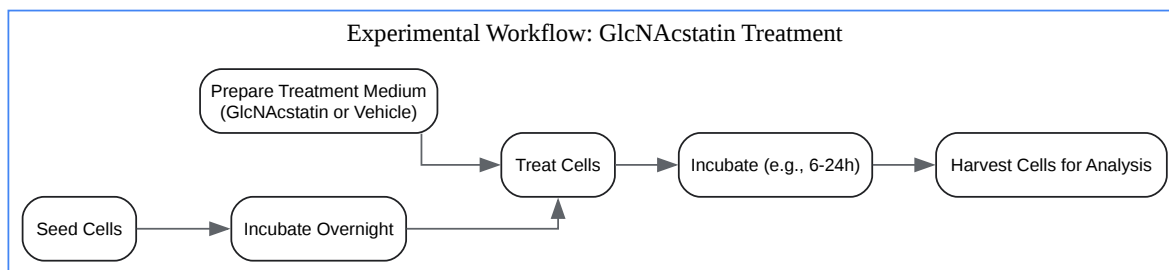 Experimental Workflow: GlcNAcstatin Treatment
Prepare Treatment Medium
(GlcNAcstatin or Vehicle)
Treat Cells
Incubate (e.g., 6-24h)
Harvest Cells for Analysis
Seed Cells
Incubate Overnight